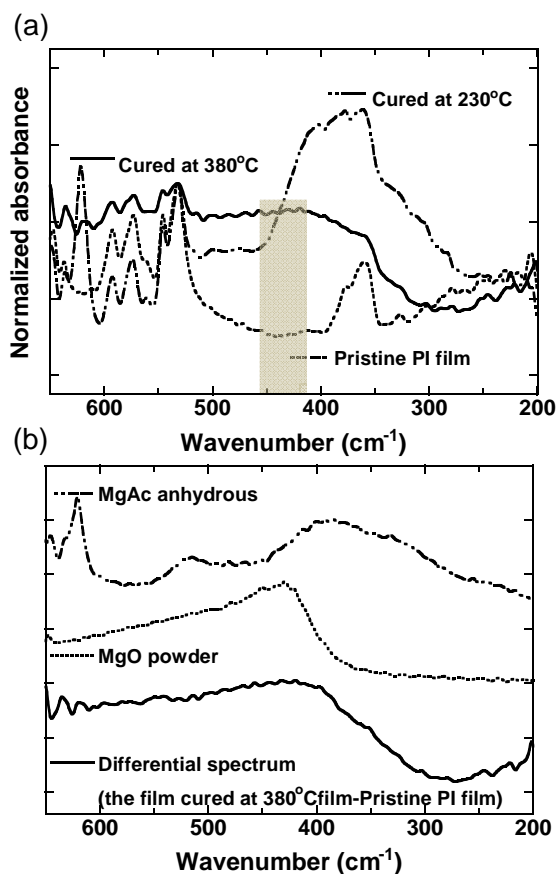 (a)
Normalized absorbance
Cured at 230°C
Cured at 380°C
Pristine PI film
600 500 400 300 200
Wavenumber (cm⁻¹)
(b)
MgAc anhydrous
MgO powder
Differential spectrum
(the film cured at 380°Cfilm-Pristine PI film)
600 500 400 300 200
Wavenumber (cm⁻¹)